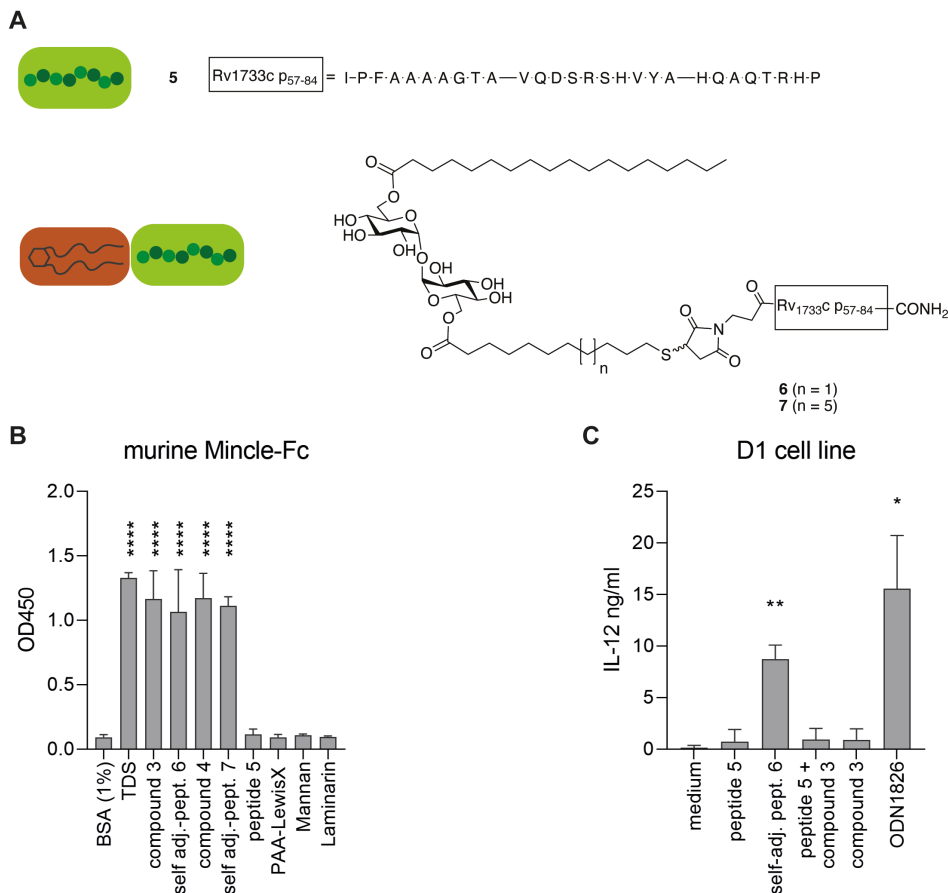 A
5 Rv1733c p57-84 = I-P-F-A-A-A-A-G-T-A—V-Q-D-S-R-S-H-V-Y-A—H-Q-A-Q-T-R-H-P
O
O
HO
HO
O
HO
OH
O
HO
OH
O
OH
O
O
S
O
N
O
O
Rv1733c p57-84
CONH2
n
6 (n = 1)
7 (n = 5)
B
murine Mincle-Fc
OD450
2.0
1.5
1.0
0.5
0.0
**** **** **** **** ****
BSA (1%)
TDS
compound 3
self adj.-pept. 6
compound 4
self adj.-pept. 7
peptide 5
PAA-LewisX
Mannan
Laminarin
C
D1 cell line
IL-12 ng/ml
25
20
15
10
5
0
**
*
medium
peptide 5
self-adj. pept. 6
peptide 5 +
compound 3
compound 3
ODN1826